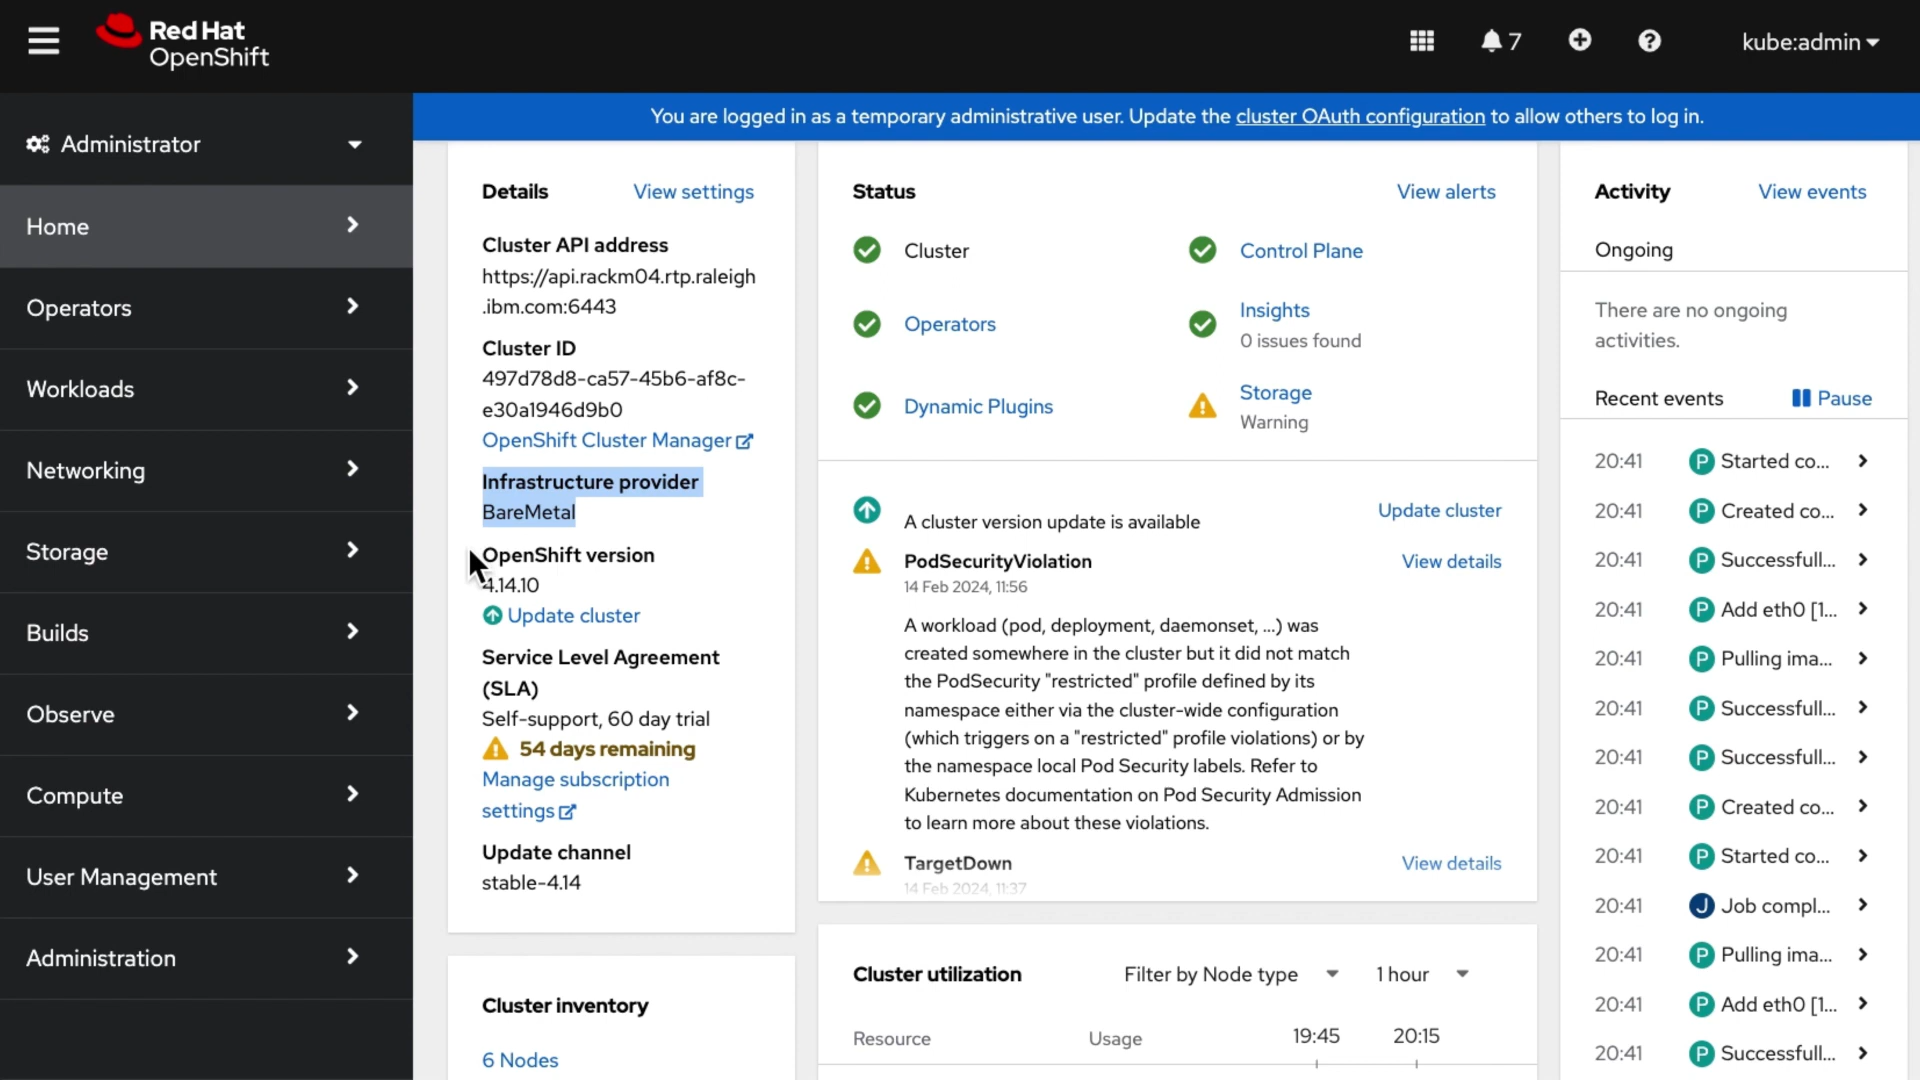 Red Hat
OpenShift
7
kube:admin
You are logged in as a temporary administrative user. Update the cluster OAuth configuration to allow others to log in.
Administrator
Home
Operators
Workloads
Networking
Storage
Builds
Observe
Compute
User Management
Administration
Details
View settings
Cluster API address
https://api.rackm04.rtp.raleigh
.ibm.com:6443
Cluster ID
497d78d8-ca57-45b6-af8c-
e30a1946d9b0
OpenShift Cluster Manager
Infrastructure provider
BareMetal
OpenShift version
4.14.10
Update cluster
Service Level Agreement
(SLA)
Self-support, 60 day trial
54 days remaining
Manage subscription
settings
Update channel
stable-4.14
Cluster inventory
6 Nodes
Status
View alerts
Cluster
Control Plane
Operators
Insights
0 issues found
Dynamic Plugins
Storage
Warning
A cluster version update is available
Update cluster
PodSecurityViolation
View details
14 Feb 2024, 11:56
A workload (pod, deployment, daemonset, ...) was
created somewhere in the cluster but it did not match
the PodSecurity "restricted" profile defined by its
namespace either via the cluster-wide configuration
(which triggers on a "restricted" profile violations) or by
the namespace local Pod Security labels. Refer to
Kubernetes documentation on Pod Security Admission
to learn more about these violations.
TargetDown
View details
14 Feb 2024, 11:37
Cluster utilization
Filter by Node type
1 hour
Resource
Usage
19:45
20:15
Activity
View events
Ongoing
There are no ongoing
activities.
Recent events
Pause
20:41 P Started co...
20:41 P Created co...
20:41 P Successfull...
20:41 P Add eth0 [1...
20:41 P Pulling ima...
20:41 P Successfull...
20:41 P Successfull...
20:41 P Created co...
20:41 P Started co...
20:41 J Job compl...
20:41 P Pulling ima...
20:41 P Add eth0 [1...
20:41 P Successfull...